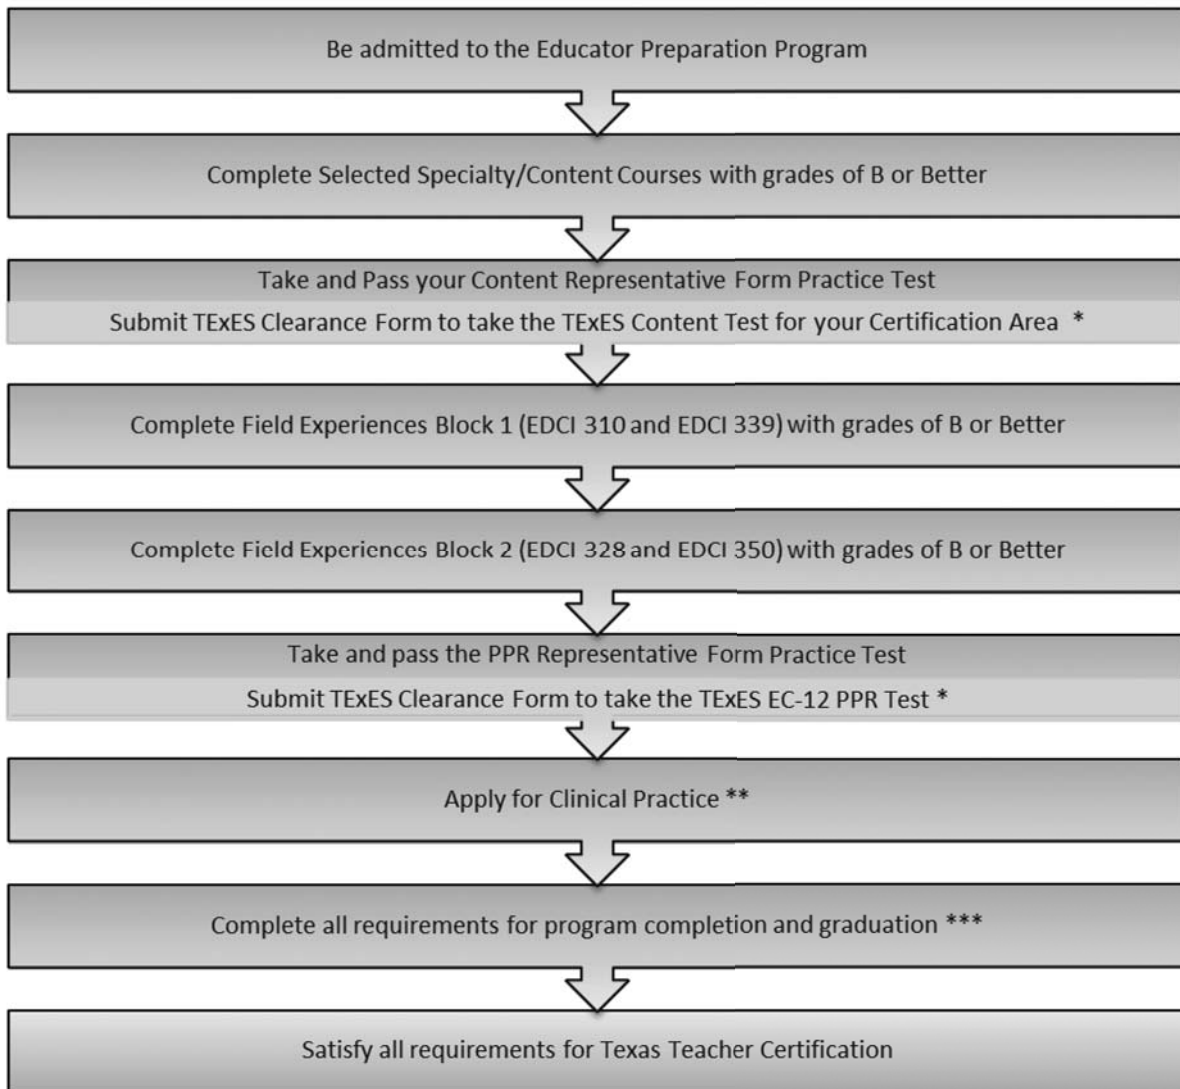 Be admitted to the Educator Preparation Program
Complete Selected Specialty/Content Courses with grades of B or Better
Take and Pass your Content Representative Form Practice Test
Submit TExES Clearance Form to take the TExES Content Test for your Certification Area *
Complete Field Experiences Block 1 (EDCI 310 and EDCI 339) with grades of B or Better
Complete Field Experiences Block 2 (EDCI 328 and EDCI 350) with grades of B or Better
Take and pass the PPR Representative Form Practice Test
Submit TExES Clearance Form to take the TExES EC-12 PPR Test *
Apply for Clinical Practice **
Complete all requirements for program completion and graduation ***
Satisfy all requirements for Texas Teacher Certification